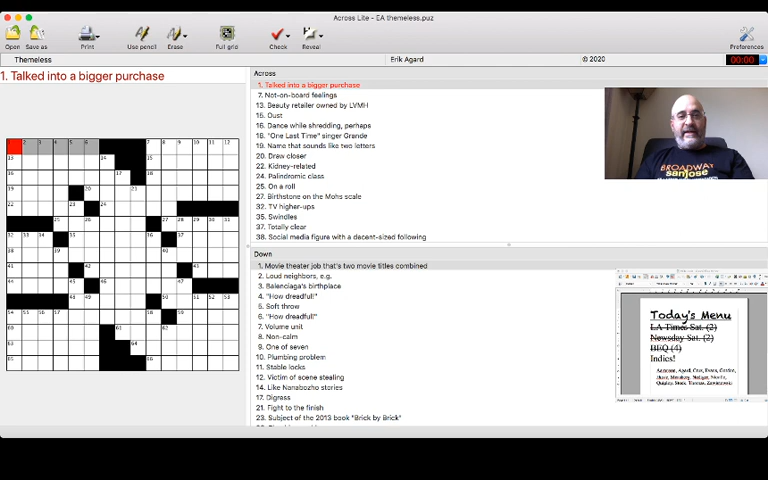 Across Lite - EA themeless.puz
Open
Save as
Print
Use pencil
Erase
Full grid
Check
Reveal
Preferences
Themeless
Erik Agard
© 2020
00:00
1. Talked into a bigger purchase
Across
1. Talked into a bigger purchase
7. Not-on-board feelings
13. Beauty retailer owned by LVMH
15. Oust
16. Dance while shredding, perhaps
18. "One Last Time" singer Grande
19. Name that sounds like two letters
20. Draw closer
22. Kidney-related
24. Palindromic class
25. On a roll
27. Birthstone on the Mohs scale
32. TV higher-ups
35. Swindles
37. Totally clear
38. Social media figure with a decent-sized following
Down
1. Movie theater job that's two movie titles combined
2. Loud neighbors, e.g.
3. Balenciaga's birthplace
4. "How dreadful!"
5. Soft throw
6. "How dreadful!"
7. Volume unit
8. Non-calm
9. One of seven
10. Plumbing problem
11. Stable locks
12. Victim of scene stealing
14. Like Nanabozho stories
17. Digress
21. Fight to the finish
23. Subject of the 2013 book "Brick by Brick"
BROADWAY
sanjose
Today's Menu
LA Times Sat. (2)
Newsday Sat. (2)
BEQ (4)
Indies!